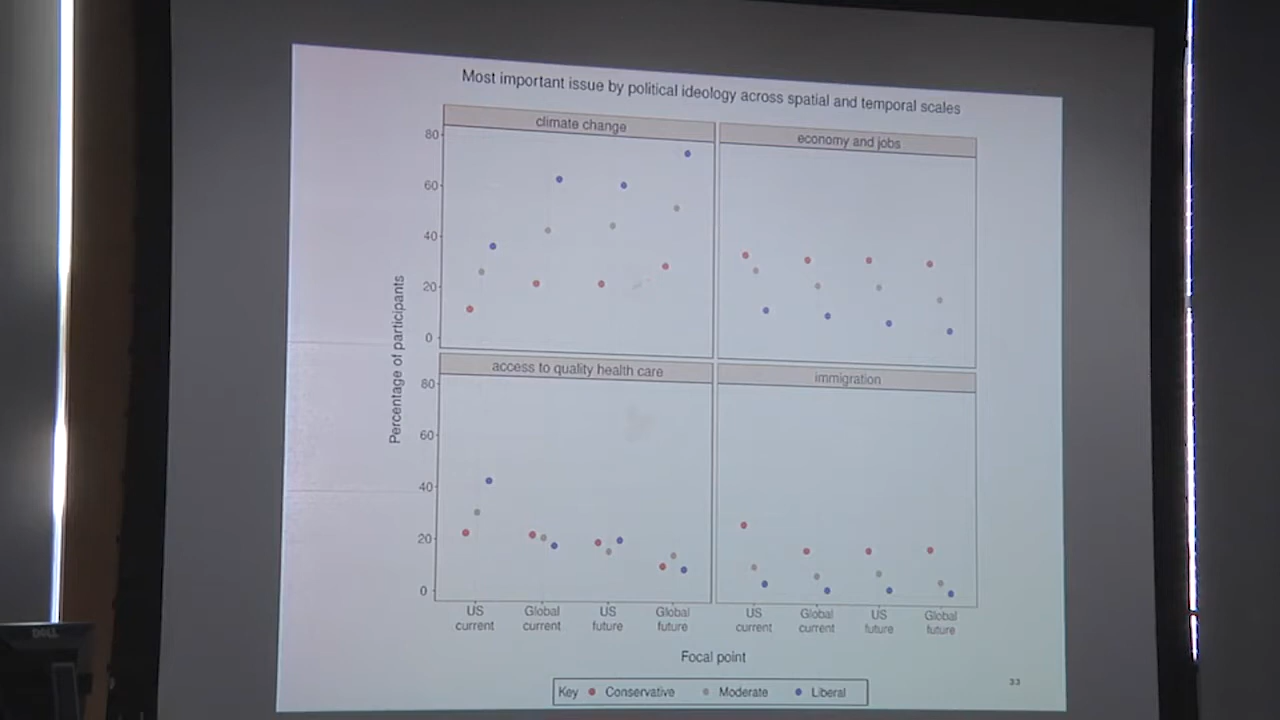 Most important issue by political ideology across spatial and temporal scales
climate change
economy and jobs
80
60
40
20
0
access to quality health care
immigration
80
60
40
20
0
Percentage of participants
US current
Global current
US future
Global future
US current
Global current
US future
Global future
Focal point
Key Conservative Moderate Liberal
33
DELL